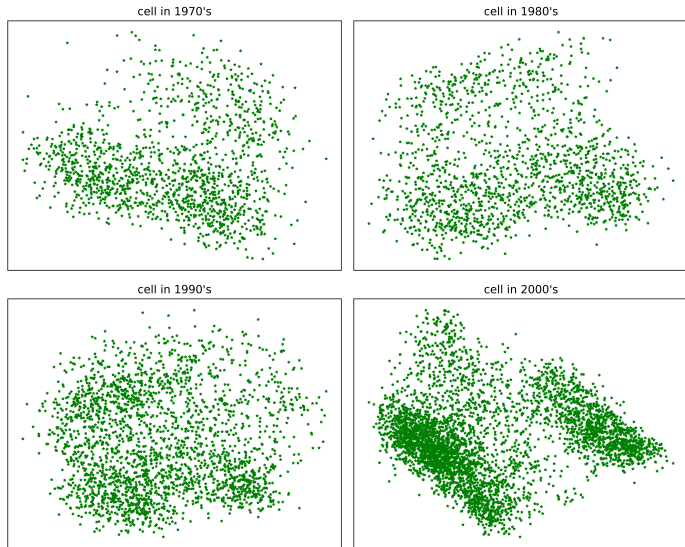 cell in 1970's
cell in 1980's
cell in 1990's
cell in 2000's